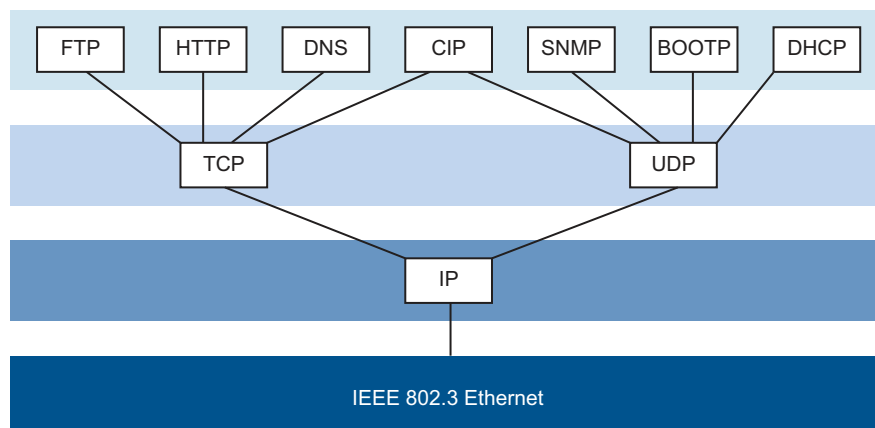 FTP HTTP DNS CIP SNMP BOOTP DHCP
TCP UDP
IP
IEEE 802.3 Ethernet